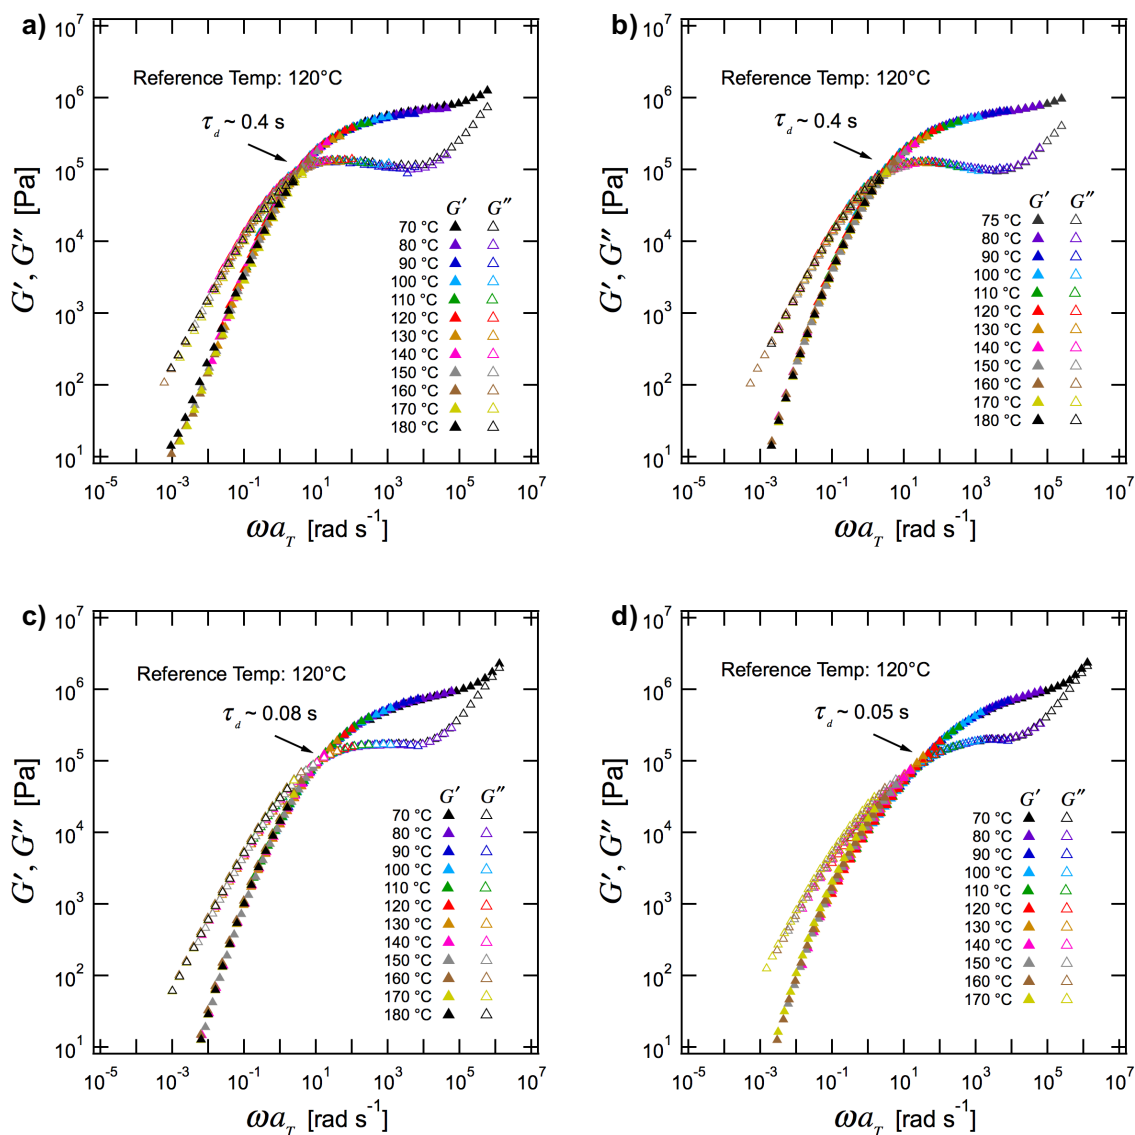 a)
Reference Temp: 120°C
τd ~ 0.4 s
G′ G″
70 °C
80 °C
90 °C
100 °C
110 °C
120 °C
130 °C
140 °C
150 °C
160 °C
170 °C
180 °C
10^7
10^6
10^5
10^4
10^3
10^2
10^1
G′, G″ [Pa]
10^-5 10^-3 10^-1 10^1 10^3 10^5 10^7
ωa_T [rad s^-1]
b)
Reference Temp: 120°C
τd ~ 0.4 s
G′ G″
75 °C
80 °C
90 °C
100 °C
110 °C
120 °C
130 °C
140 °C
150 °C
160 °C
170 °C
180 °C
10^7
10^6
10^5
10^4
10^3
10^2
10^1
G′, G″ [Pa]
10^-5 10^-3 10^-1 10^1 10^3 10^5 10^7
ωa_T [rad s^-1]
c)
Reference Temp: 120°C
τd ~ 0.08 s
G′ G″
70 °C
80 °C
90 °C
100 °C
110 °C
120 °C
130 °C
140 °C
150 °C
160 °C
170 °C
180 °C
10^7
10^6
10^5
10^4
10^3
10^2
10^1
G′, G″ [Pa]
10^-5 10^-3 10^-1 10^1 10^3 10^5 10^7
ωa_T [rad s^-1]
d)
Reference Temp: 120°C
τd ~ 0.05 s
G′ G″
70 °C
80 °C
90 °C
100 °C
110 °C
120 °C
130 °C
140 °C
150 °C
160 °C
170 °C
10^7
10^6
10^5
10^4
10^3
10^2
10^1
G′, G″ [Pa]
10^-5 10^-3 10^-1 10^1 10^3 10^5 10^7
ωa_T [rad s^-1]